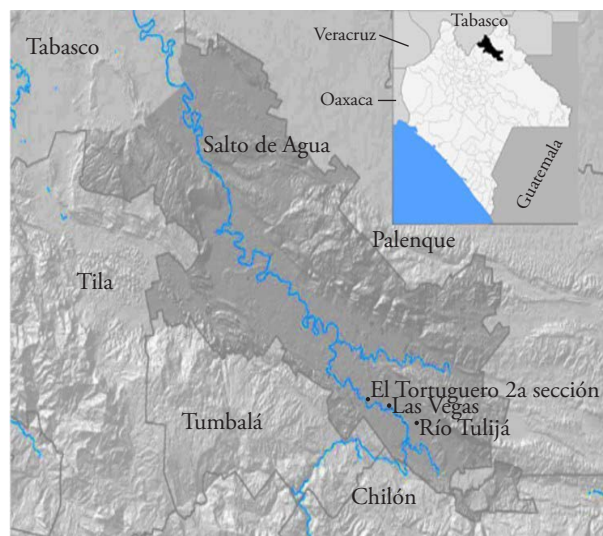 Tabasco
Veracruz
Tabasco
Oaxaca
Salto de Agua
Guatemala
Palenque
Tila
El Tortuguero 2a sección
Las Vegas
Río Tulijá
Tumbalá
Chilón